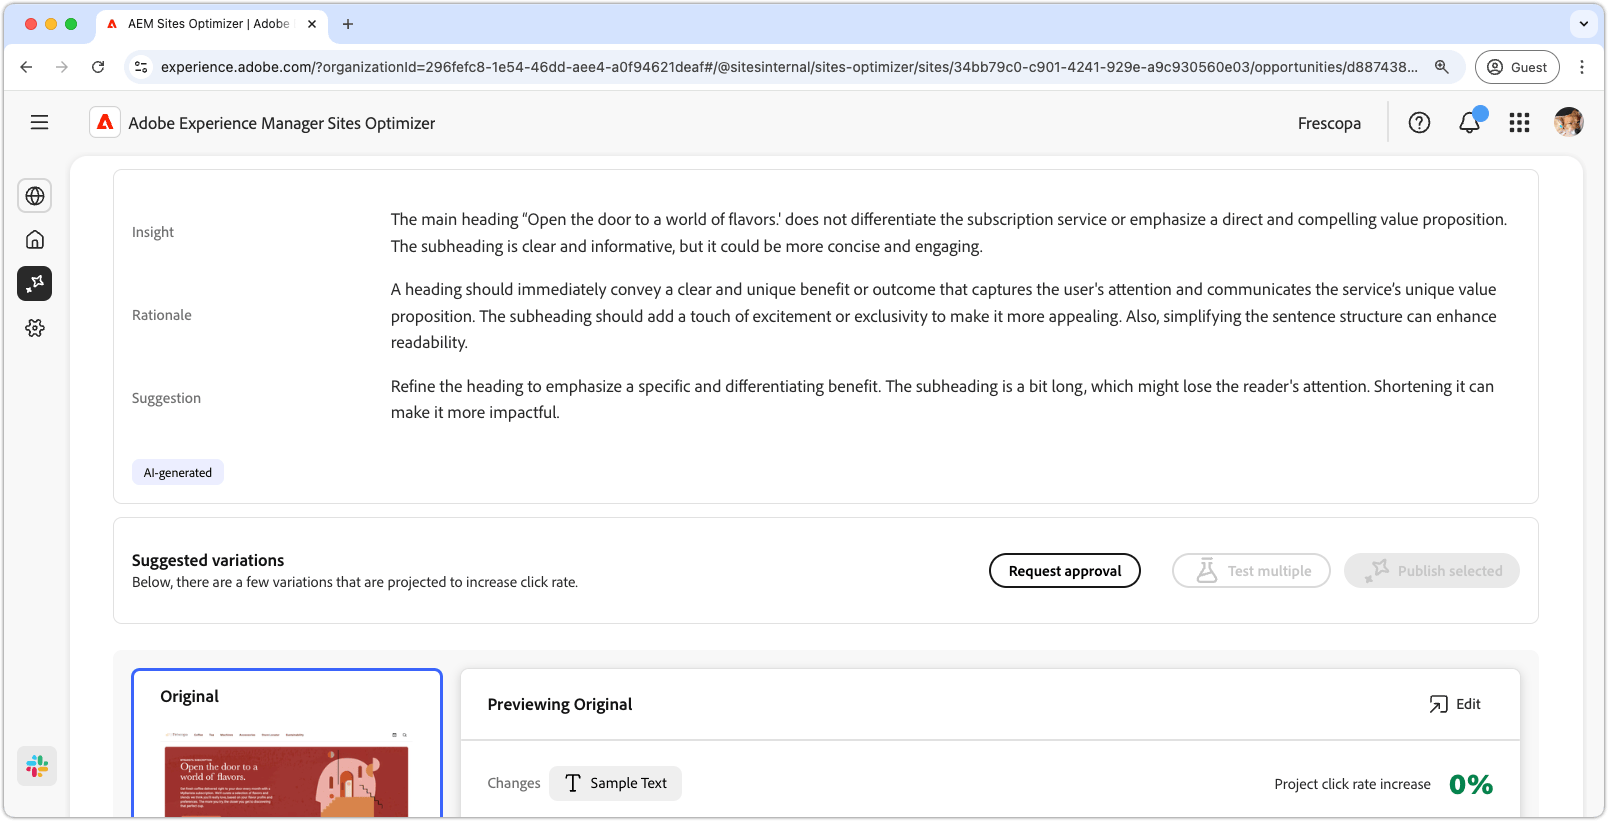 AEM Sites Optimizer | Adobe
experience.adobe.com/?organizationId=296fefc8-1e54-46dd-aee4-a0f94621deaf#/@sitesinternal/sites-optimizer/sites/34bb79c0-c901-4241-929e-a9c930560e03/opportunities/d887438...
Guest
Adobe Experience Manager Sites Optimizer
Frescopa
Insight
The main heading “Open the door to a world of flavors.' does not differentiate the subscription service or emphasize a direct and compelling value proposition.
The subheading is clear and informative, but it could be more concise and engaging.
Rationale
A heading should immediately convey a clear and unique benefit or outcome that captures the user's attention and communicates the service's unique value
proposition. The subheading should add a touch of excitement or exclusivity to make it more appealing. Also, simplifying the sentence structure can enhance
readability.
Suggestion
Refine the heading to emphasize a specific and differentiating benefit. The subheading is a bit long, which might lose the reader's attention. Shortening it can
make it more impactful.
AI-generated
Suggested variations
Below, there are a few variations that are projected to increase click rate.
Request approval
Test multiple
Publish selected
Original
Open the door to a
world of flavors.
Previewing Original
Edit
Changes
Sample Text
Project click rate increase
0%